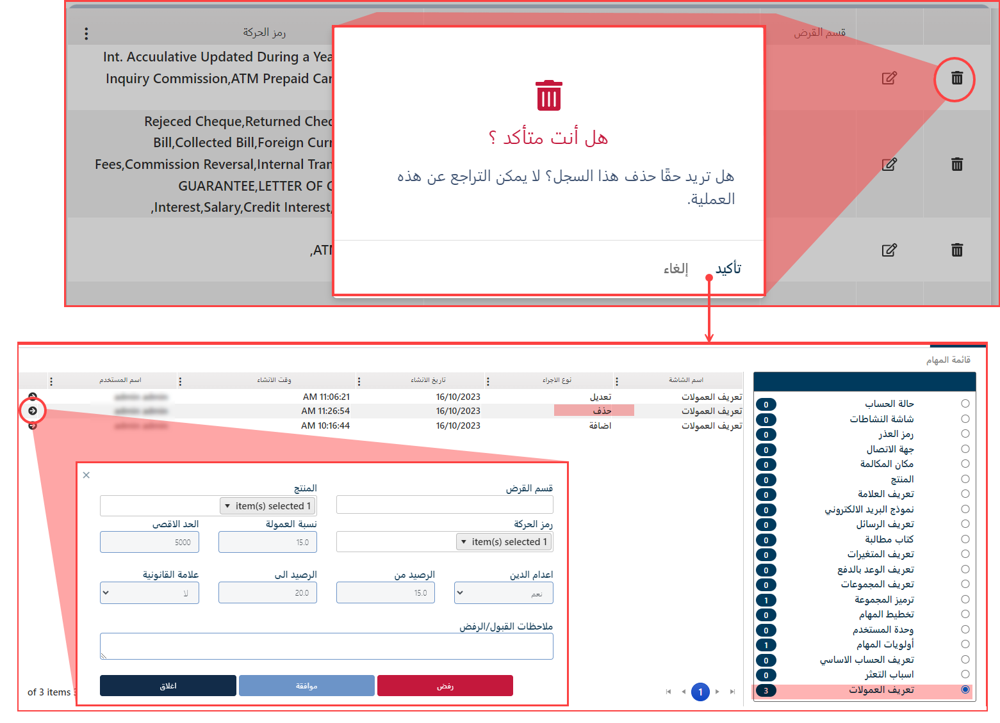 قسم القرض
رمز الحركة
Int. Accuulative Updated During a Yea
Inquiry Commission,ATM Prepaid Car
Rejeced Cheque,Returned Chec
Bill,Collected Bill,Foreign Curr
Fees,Commission Reversal,Internal Tran
GUARANTEE,LETTER OF C
,Interest,Salary,Credit Interest,
,ATM
هل أنت متأكد ؟
هل تريد حقًا حذف هذا السجل؟ لا يمكن التراجع عن هذه
العملية.
تأكيد
إلغاء
قائمة المهام
حالة الحساب 0
شاشة النشاطات 0
رمز العذر 0
جهة الاتصال 0
مكان المكالمة 0
المنتج 0
تعريف العلامة 0
نموذج البريد الالكتروني 0
تعريف الرسائل 0
كتاب مطالبة 0
تعريف المتغيرات 0
تعريف الوعد بالدفع 0
تعريف المجموعات 0
ترميز المجموعة 1
تخطيط المهام 0
وحدة المستخدم 0
أولويات المهام 1
تعريف الحساب الاساسي 0
اسباب التعثر 0
تعريف العمولات 3
اسم الشاشة نوع الاجراء تاريخ الانشاء وقت الانشاء اسم المستخدم
تعريف العمولات تعديل 16/10/2023 AM 11:06:21
تعريف العمولات حذف 16/10/2023 AM 11:26:54
تعريف العمولات اضافة 16/10/2023 AM 10:16:44
قسم القرض
المنتج
item(s) selected 1
رمز الحركة
item(s) selected 1
نسبة العمولة
15.0
الحد الاقصى
5000
اعدام الدين
نعم
الرصيد من
15.0
الرصيد الى
20.0
علامة القانونية
لا
ملاحظات القبول/الرفض
رفض
موافقة
اغلاق
1
of 3 items